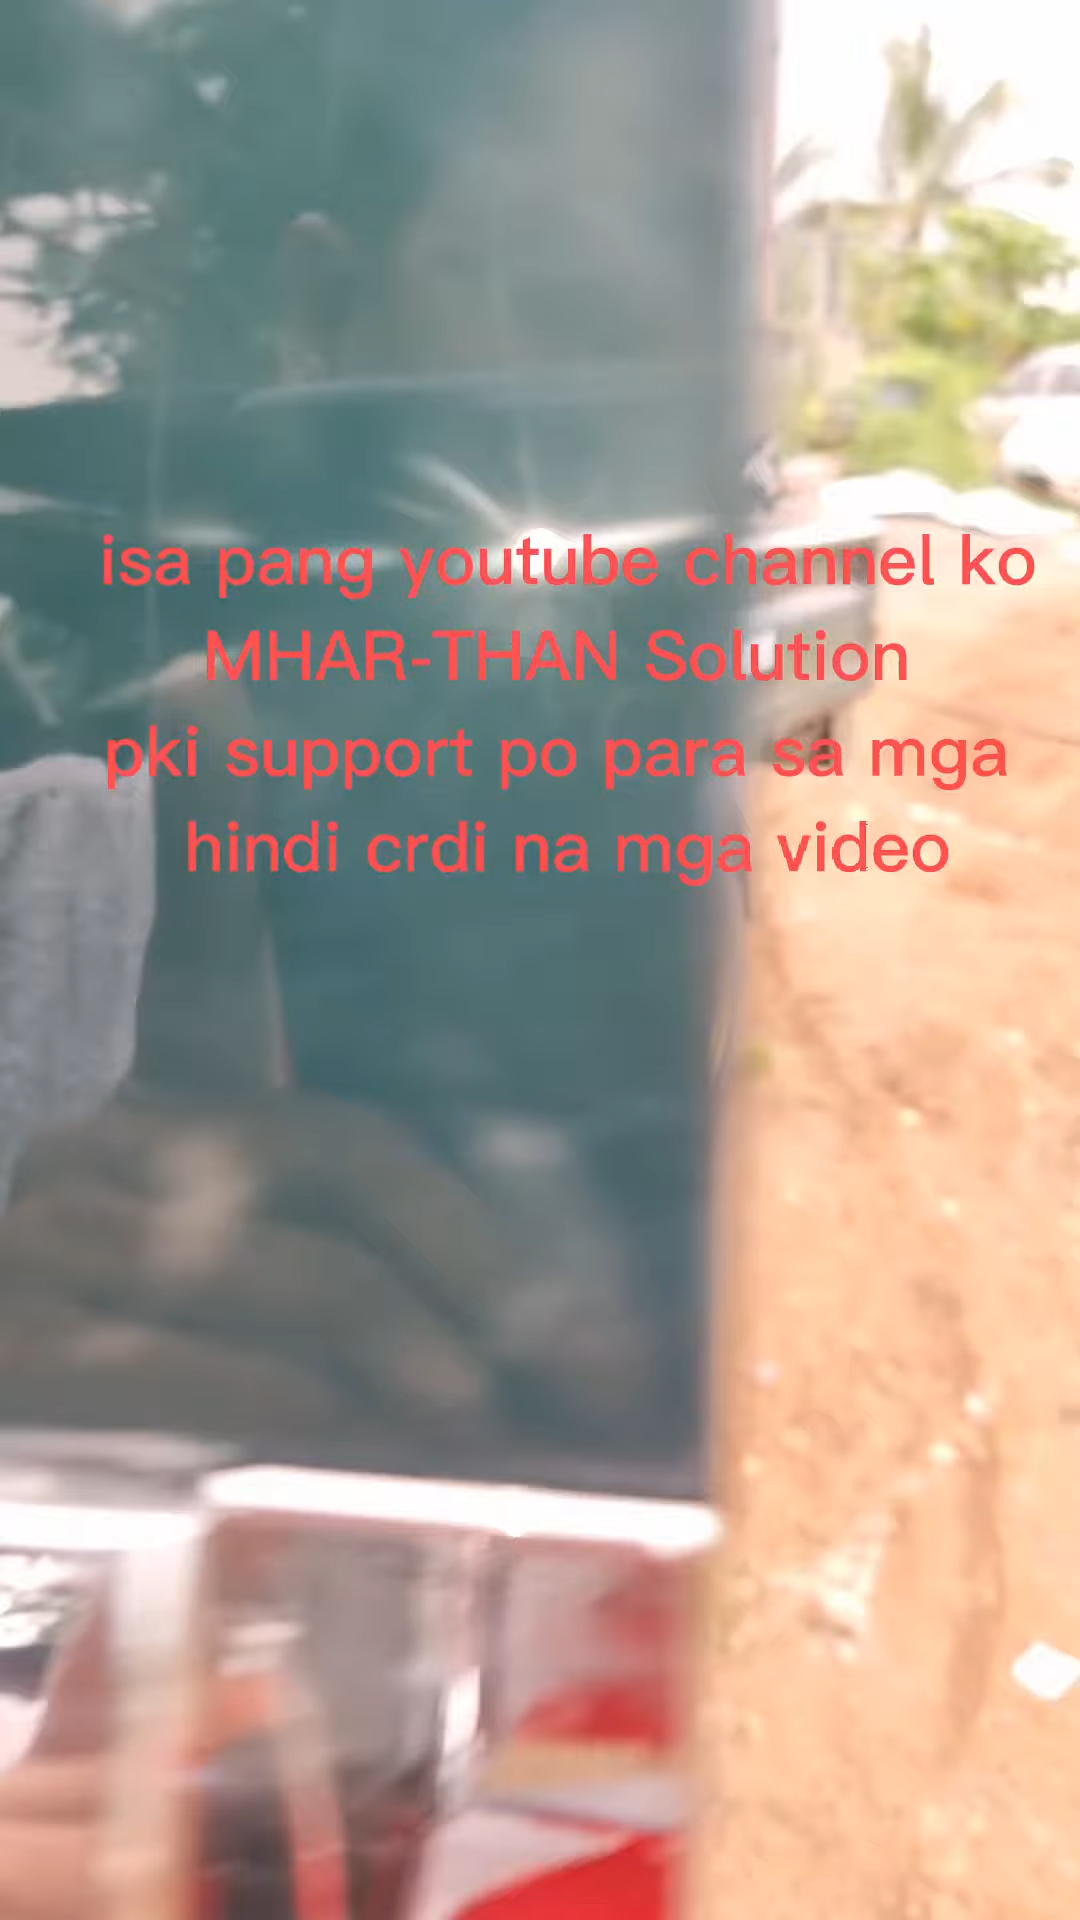 isa pang youtube channel ko
MHAR-THAN Solution
pki support po para sa mga
hindi crdi na mga video